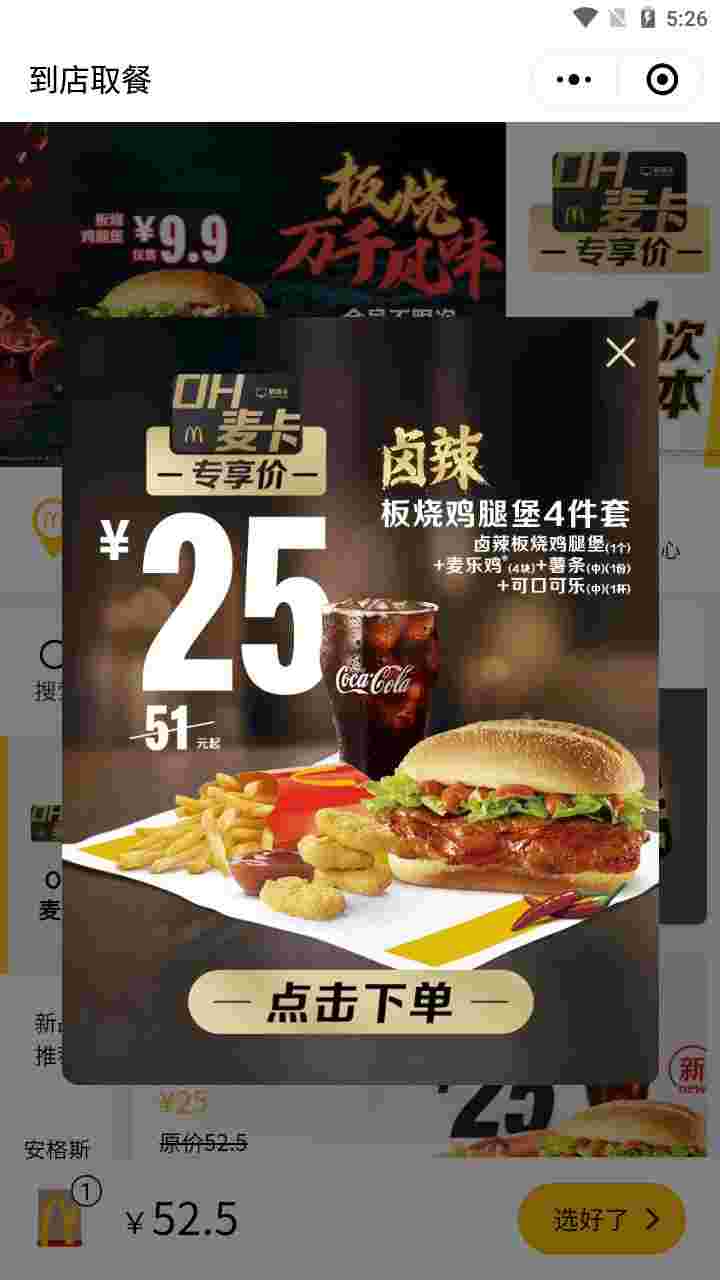 5:26
到店取餐
板烧
鸡腿堡
仅售
¥9.9
板烧
万千风味
OH
麦卡
专享价
次
本
OH
麦卡
专享价
¥25
51元起
卤辣
板烧鸡腿堡4件套
卤辣板烧鸡腿堡(1个)
+麦乐鸡®(4块)+薯条(中)(1份)
+可口可乐(中)(1杯)
Coca-Cola
心
OH
麦
点击下单
新
推
安格斯
¥25
原价52.5
25
新
NEW
1
¥52.5
选好了